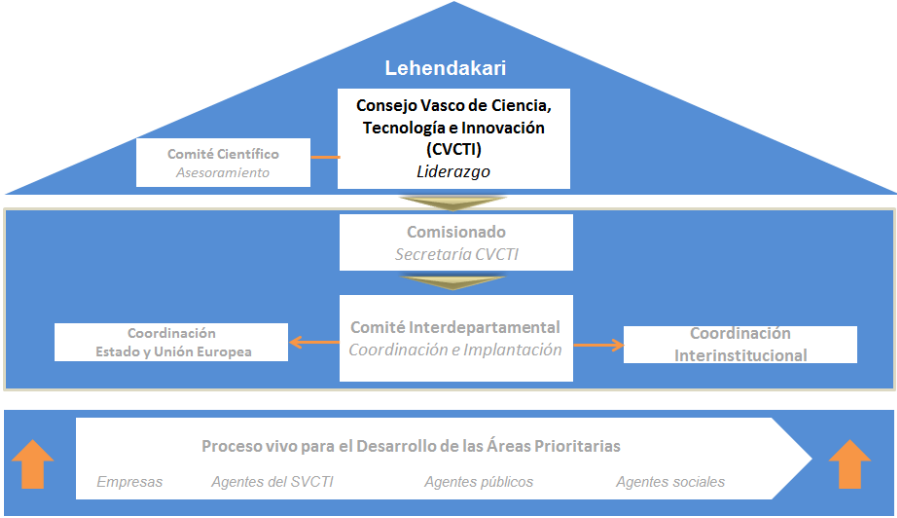 Lehendakari
Consejo Vasco de Ciencia,
Tecnología e Innovación
(CVCTI)
Liderazgo
Comité Científico
Asesoramiento
Comisionado
Secretaría CVCTI
Comité Interdepartamental
Coordinación e Implantación
Coordinación
Estado y Unión Europea
Coordinación
Interinstitucional
Proceso vivo para el Desarrollo de las Áreas Prioritarias
Empresas Agentes del SVCTI Agentes públicos Agentes sociales